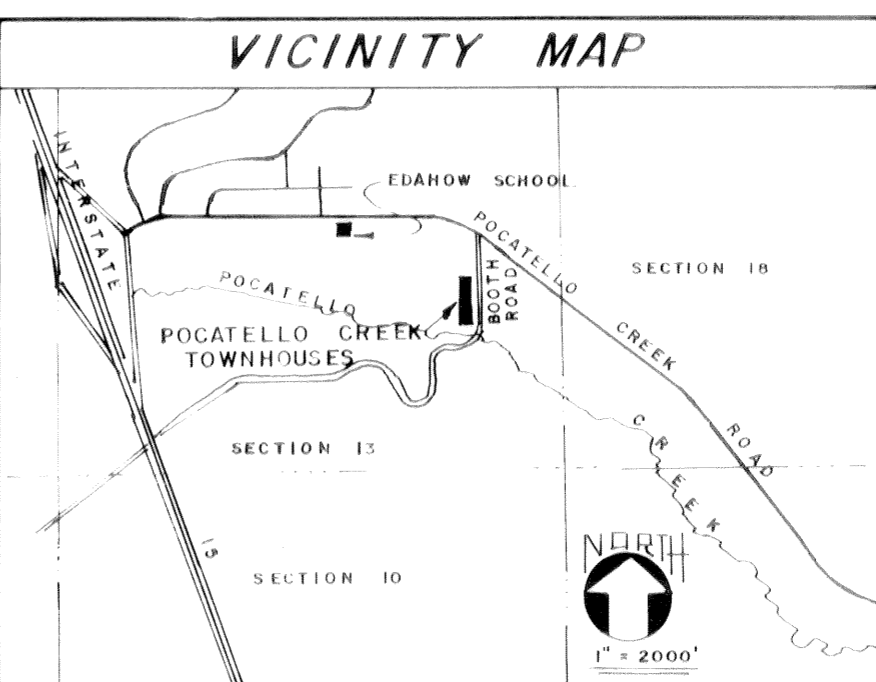 VICINITY MAP
INTERSTATE
15
EDAHOW SCHOOL
POCATELLO CREEK ROAD
BOOTH
ROAD
SECTION 18
POCATELLO CREEK
POCATELLO CREEK
TOWNHOUSES
SECTION 13
SECTION 10
NORTH
1" = 2000'